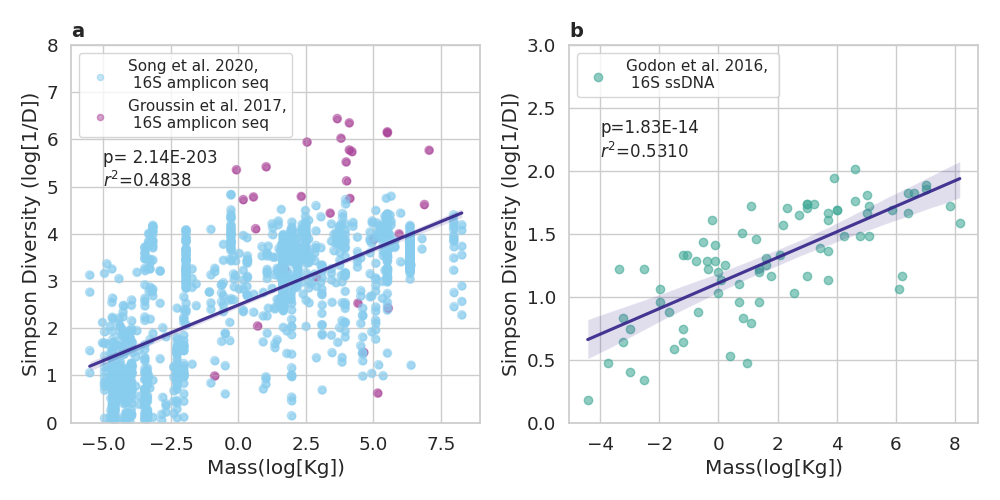 a
8
7
6
5
4
3
2
1
0
Simpson Diversity (log[1/D])
Song et al. 2020,
16S amplicon seq
Groussin et al. 2017,
16S amplicon seq
p= 2.14E-203
r²=0.4838
−5.0
−2.5
0.0
2.5
5.0
7.5
Mass(log[Kg])
b
3.0
2.5
2.0
1.5
1.0
0.5
0.0
Simpson Diversity (log[1/D])
Godon et al. 2016,
16S ssDNA
p=1.83E-14
r²=0.5310
−4
−2
0
2
4
6
8
Mass(log[Kg])